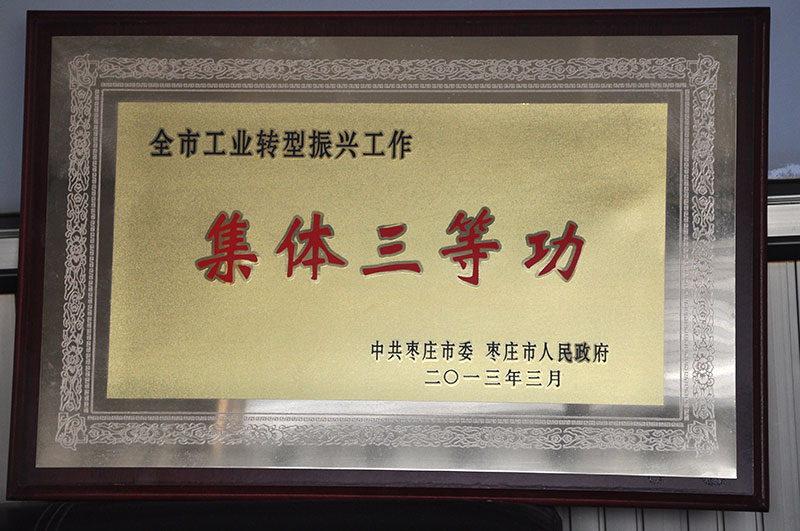 全市工业转型振兴工作
集体三等功
中共枣庄市委 枣庄市人民政府
二〇一三年三月